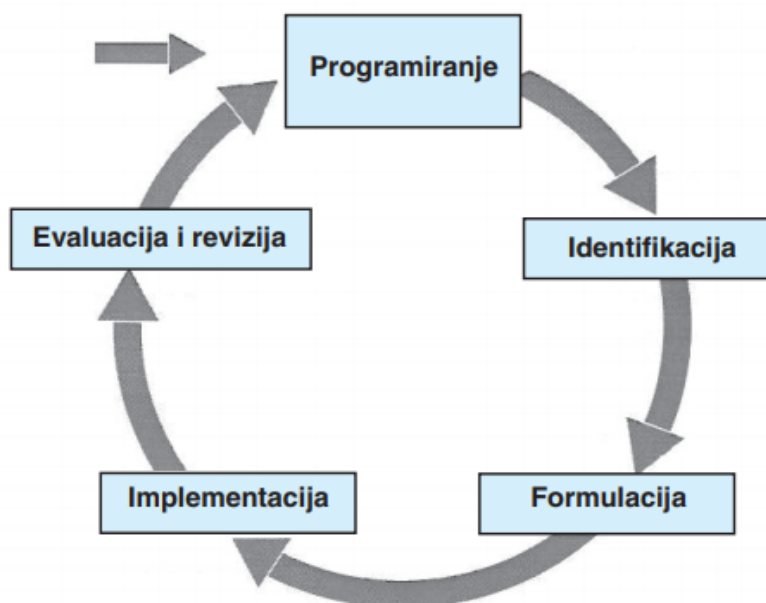 Programiranje
Evaluacija i revizija
Identifikacija
Implementacija
Formulacija